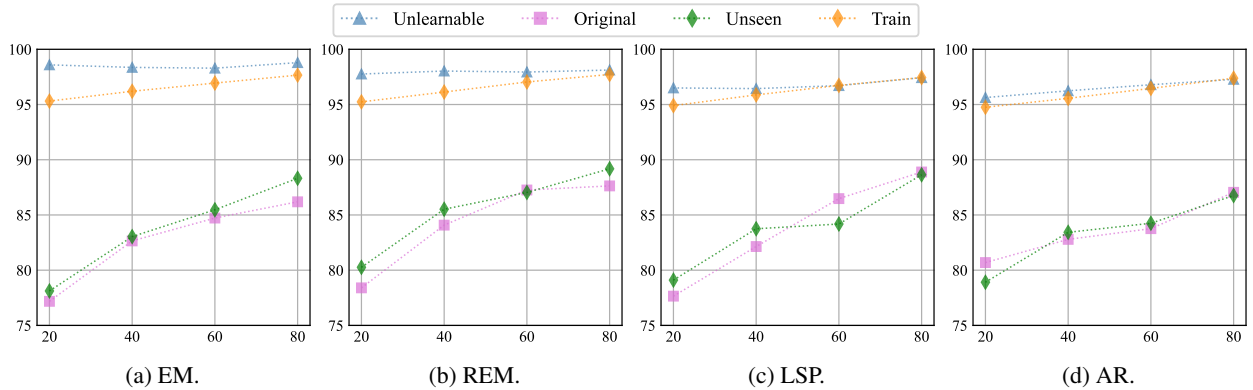 Unlearnable Original Unseen Train
100 100 100 100
95 95 95 95
90 90 90 90
85 85 85 85
80 80 80 80
75 75 75 75
20 40 60 80 20 40 60 80 20 40 60 80 20 40 60 80
(a) EM. (b) REM. (c) LSP. (d) AR.